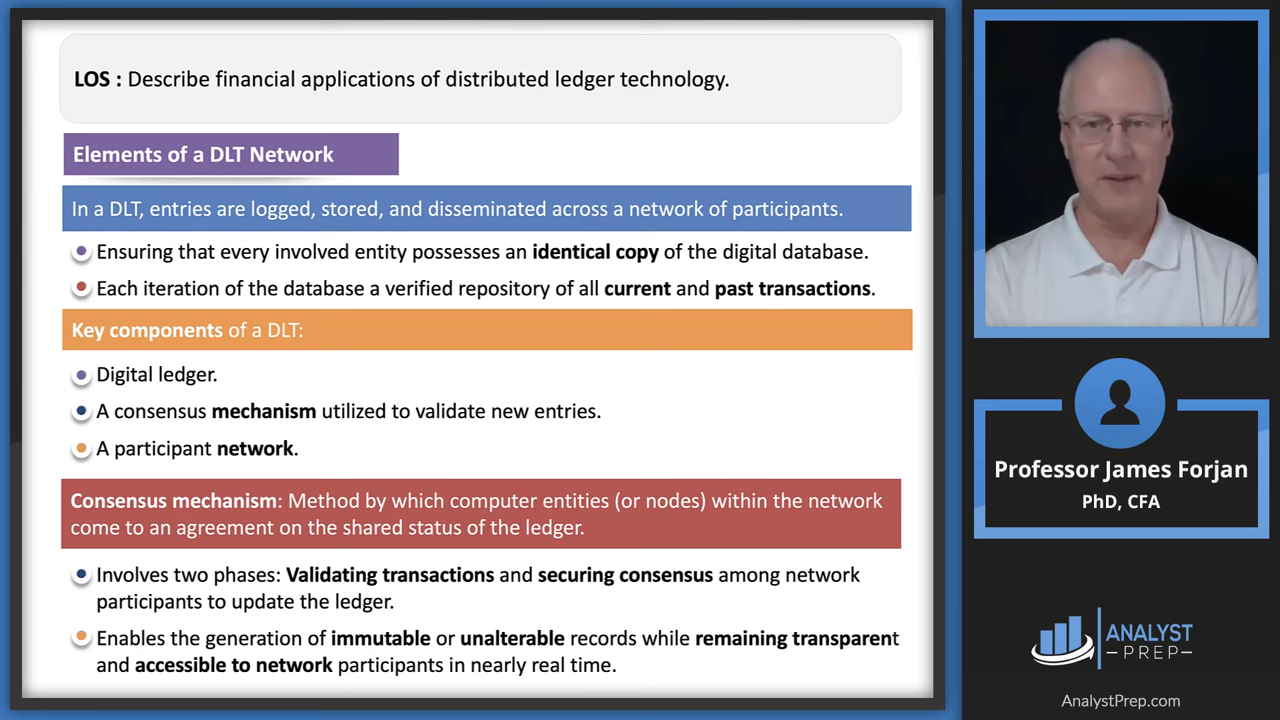 LOS : Describe financial applications of distributed ledger technology.
Elements of a DLT Network
In a DLT, entries are logged, stored, and disseminated across a network of participants.
Ensuring that every involved entity possesses an identical copy of the digital database.
Each iteration of the database a verified repository of all current and past transactions.
Key components of a DLT:
Digital ledger.
A consensus mechanism utilized to validate new entries.
A participant network.
Consensus mechanism: Method by which computer entities (or nodes) within the network
come to an agreement on the shared status of the ledger.
Involves two phases: Validating transactions and securing consensus among network
participants to update the ledger.
Enables the generation of immutable or unalterable records while remaining transparent
and accessible to network participants in nearly real time.
Professor James Forjan
PhD, CFA
ANALYST
PREP
AnalystPrep.com